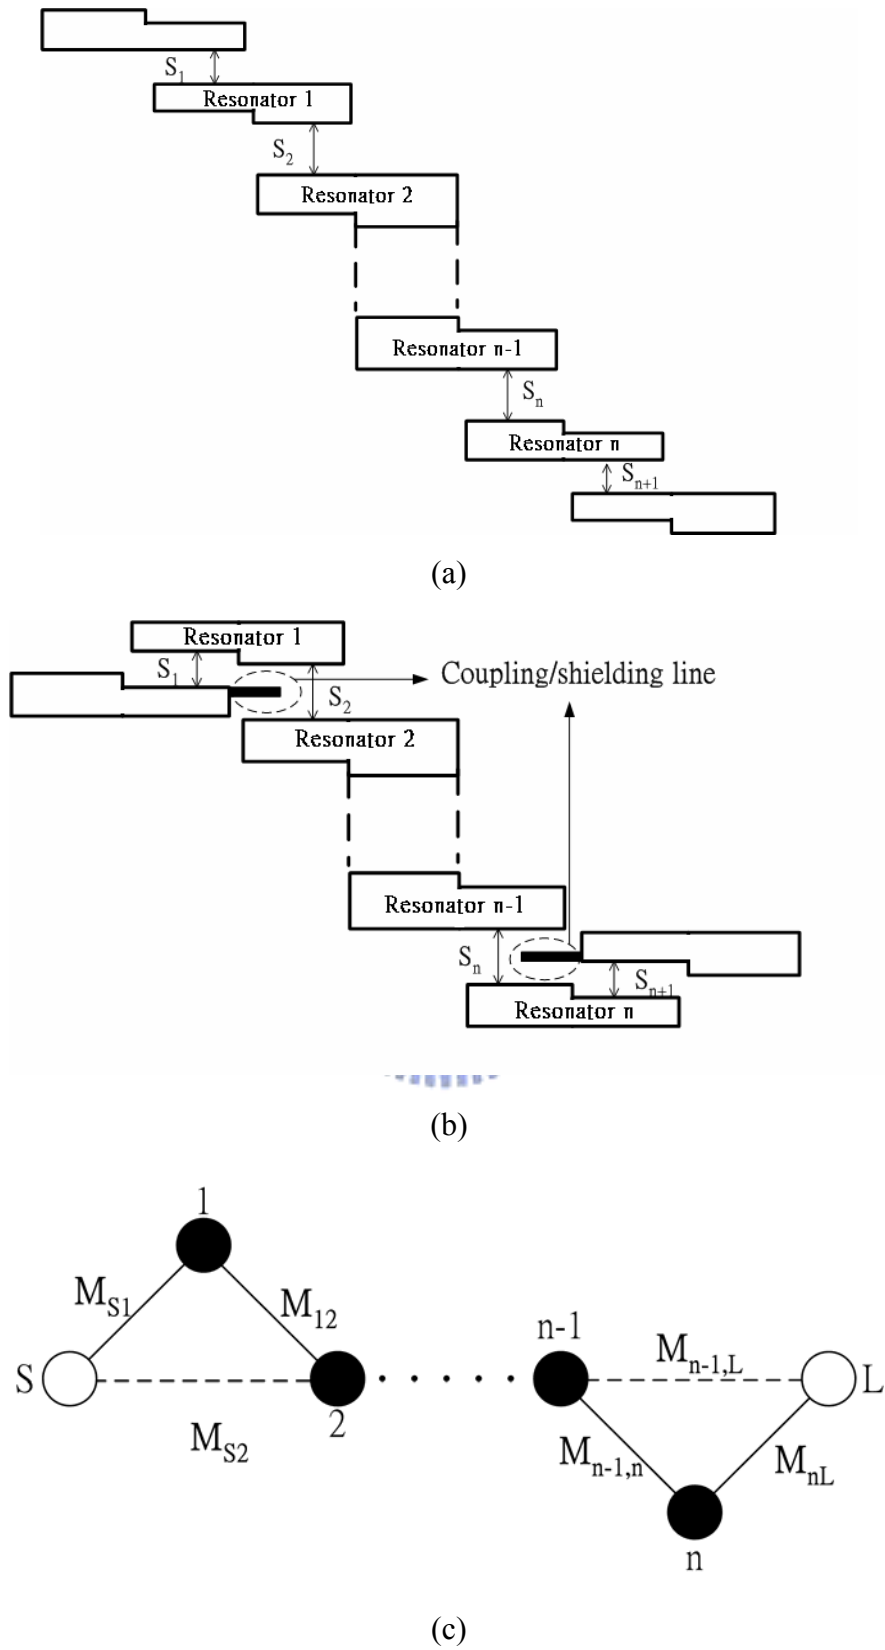 S1
Resonator 1
S2
Resonator 2
Resonator n-1
Sn
Resonator n
Sn+1
(a)
Resonator 1
S1
Coupling/shielding line
S2
Resonator 2
Resonator n-1
Sn
Sn+1
Resonator n
(b)
1
MS1
M12
n-1
Mn-1,L
S
L
2
MS2
Mn-1,n
MnL
n
(c)